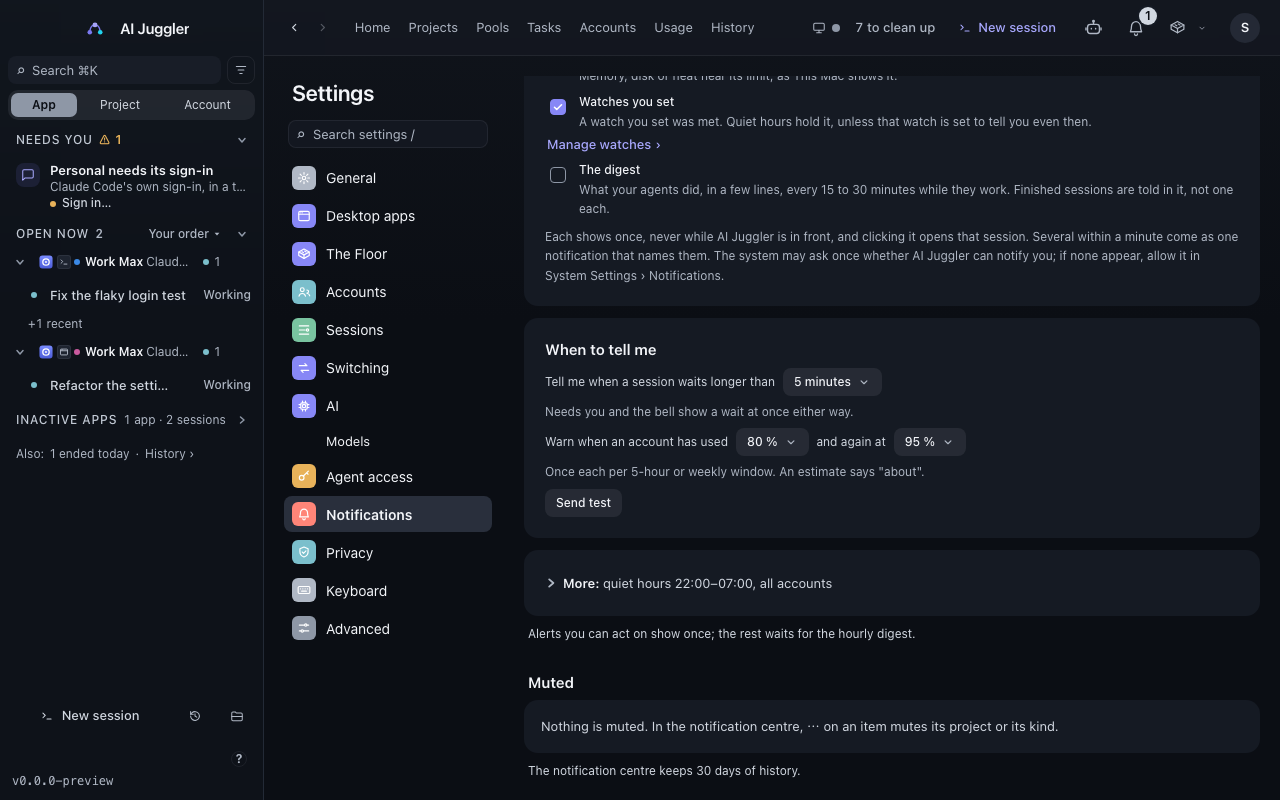 AI Juggler
Search ⌘K
App Project Account
NEEDS YOU 1
Personal needs its sign-in
Claude Code's own sign-in, in a t...
Sign in...
OPEN NOW 2 Your order
Work Max Claud... 1
Fix the flaky login test Working
+1 recent
Work Max Claud... 1
Refactor the setti... Working
INACTIVE APPS 1 app · 2 sessions
Also: 1 ended today · History ›
New session
?
v0.0.0-preview
Home Projects Pools Tasks Accounts Usage History 7 to clean up New session 1 S
Settings
Search settings /
General
Desktop apps
The Floor
Accounts
Sessions
Switching
AI
Models
Agent access
Notifications
Privacy
Keyboard
Advanced
Memory, disk or heat near its limit, as This Mac shows it.
Watches you set
A watch you set was met. Quiet hours hold it, unless that watch is set to tell you even then.
Manage watches ›
The digest
What your agents did, in a few lines, every 15 to 30 minutes while they work. Finished sessions are told in it, not one
each.
Each shows once, never while AI Juggler is in front, and clicking it opens that session. Several within a minute come as one
notification that names them. The system may ask once whether AI Juggler can notify you; if none appear, allow it in
System Settings › Notifications.
When to tell me
Tell me when a session waits longer than 5 minutes
Needs you and the bell show a wait at once either way.
Warn when an account has used 80 % and again at 95 %
Once each per 5-hour or weekly window. An estimate says "about".
Send test
More: quiet hours 22:00–07:00, all accounts
Alerts you can act on show once; the rest waits for the hourly digest.
Muted
Nothing is muted. In the notification centre, ··· on an item mutes its project or its kind.
The notification centre keeps 30 days of history.